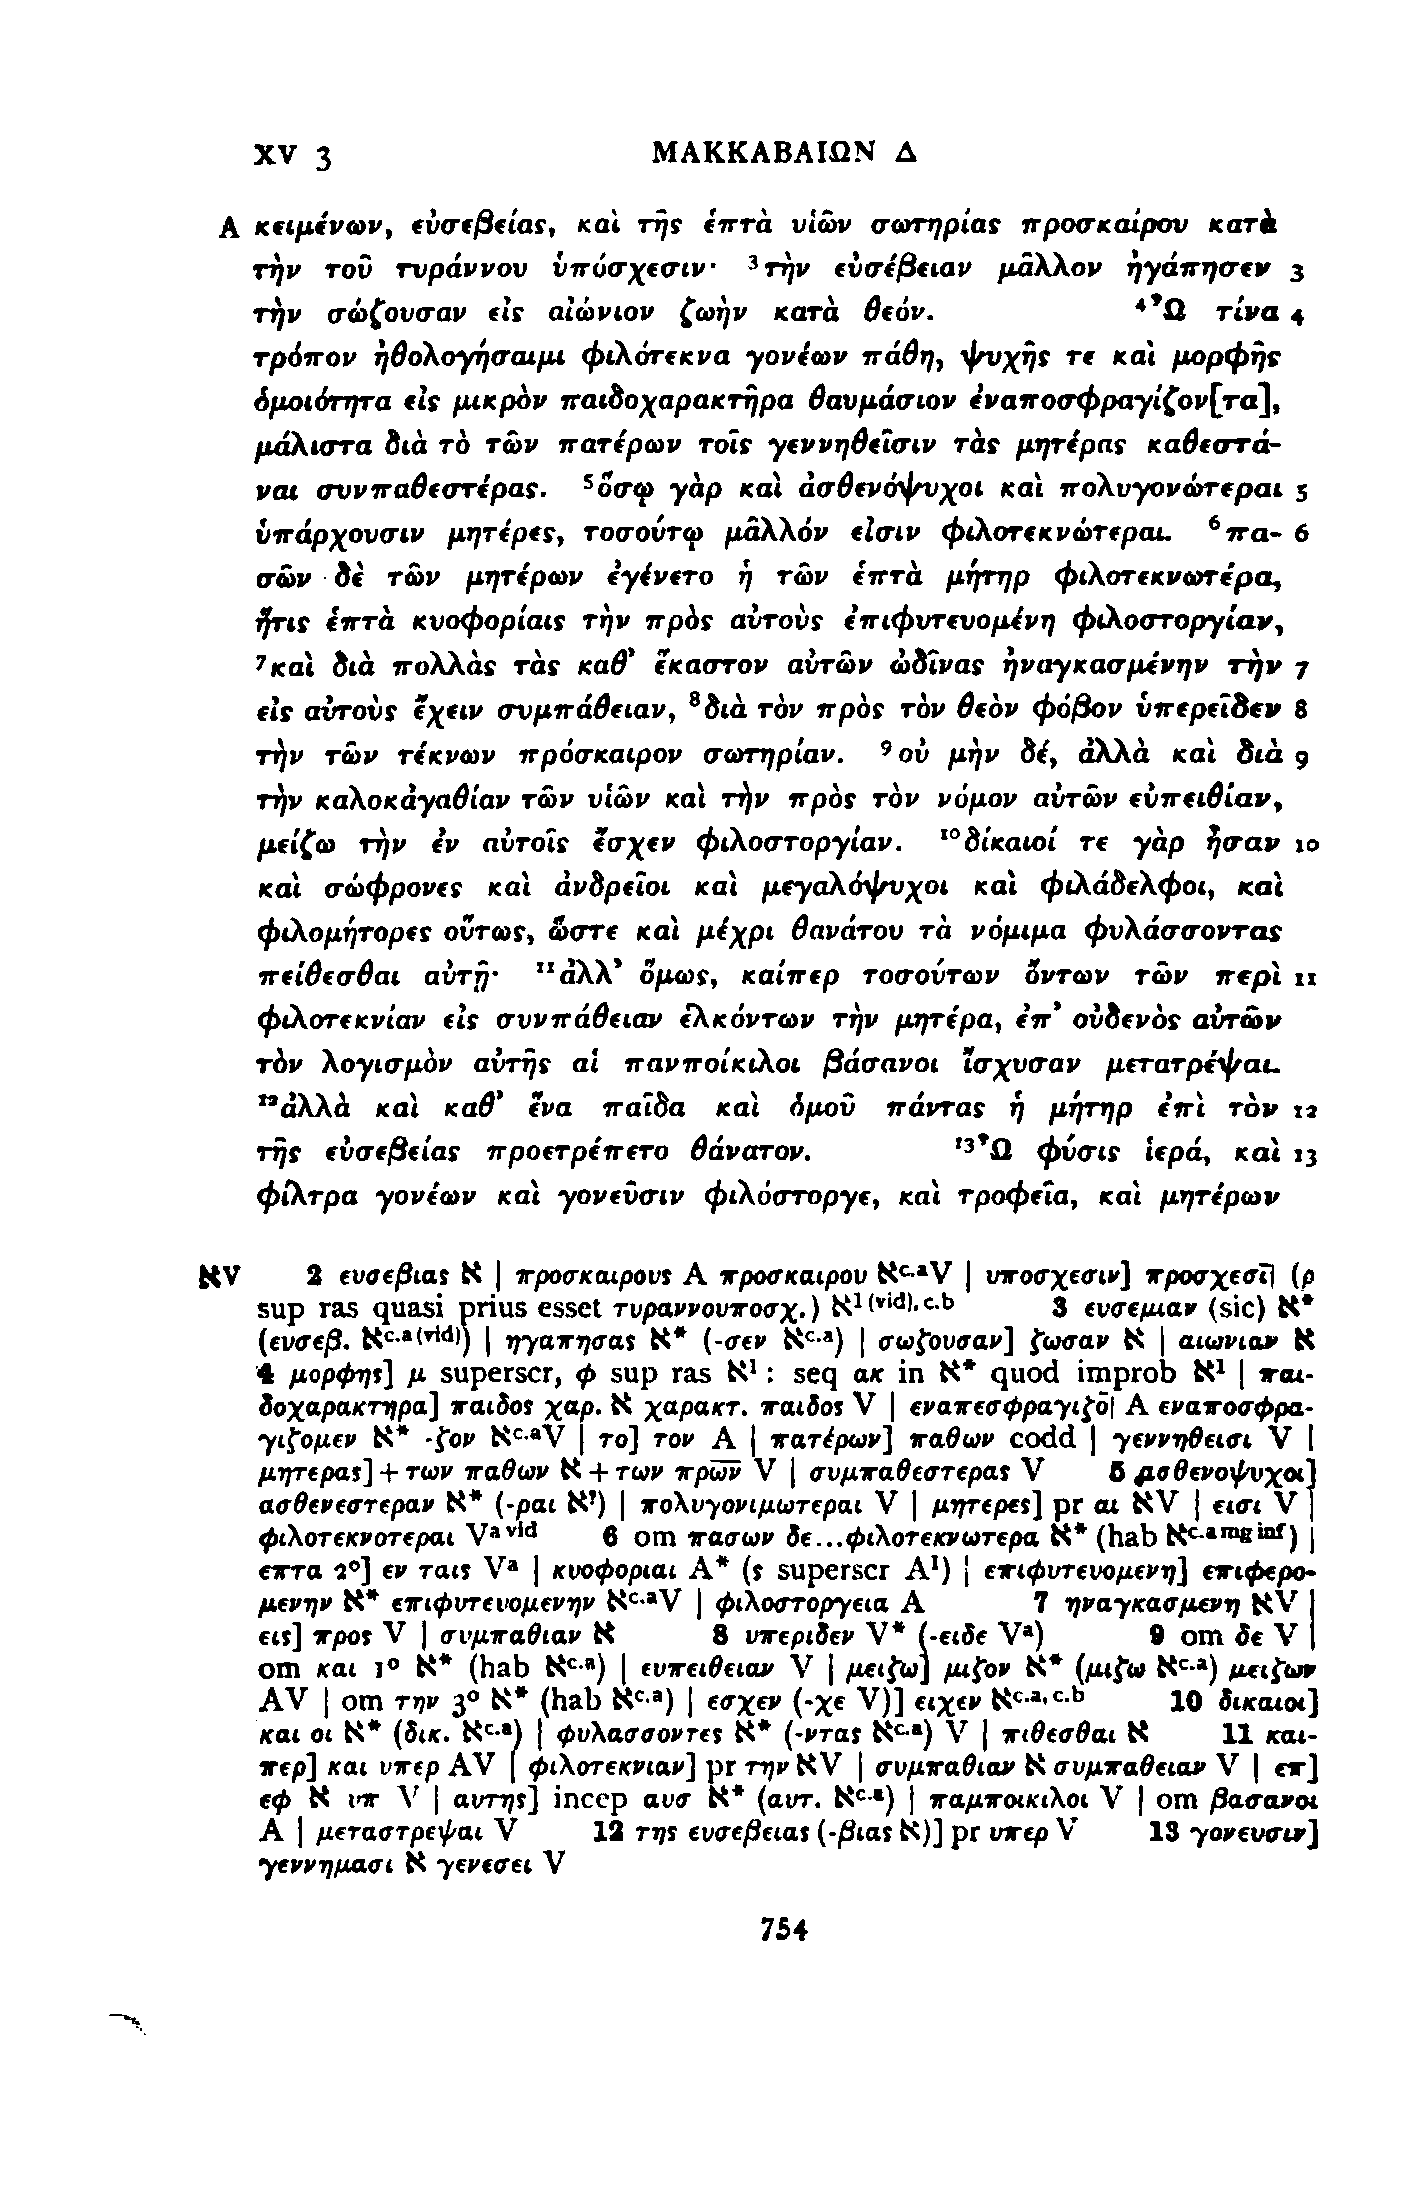 XV 3 ΜΑΚΚΑΒΑΙΩΝ Δ
A κειμένων, εὐσεβείας, καὶ τῆς ἑπτὰ υἱῶν σωτηρίας προσκαίρου κατὰ
τὴν τοῦ τυράννου ὑπόσχεσιν· ³τὴν εὐσέβειαν μᾶλλον ἠγάπησεν 3
τὴν σώζουσαν εἰς αἰώνιον ζωὴν κατὰ θεόν. ⁴Ὦ τίνα 4
τρόπον ἠθολογήσαιμι φιλότεκνα γονέων πάθη, ψυχῆς τε καὶ μορφῆς
ὁμοιότητα εἰς μικρὸν παιδοχαρακτῆρα θαυμάσιον ἐναποσφραγίζον[τα],
μάλιστα διὰ τὸ τῶν πατέρων τοῖς γεννηθεῖσιν τὰς μητέρας καθεστά-
ναι συνπαθεστέρας. ⁵ὅσῳ γὰρ καὶ ἀσθενόψυχοι καὶ πολυγονώτεραι 5
ὑπάρχουσιν μητέρες, τοσούτῳ μᾶλλόν εἰσιν φιλοτεκνώτεραι. ⁶πα- 6
σῶν δὲ τῶν μητέρων ἐγένετο ἡ τῶν ἑπτὰ μήτηρ φιλοτεκνωτέρα,
ἥτις ἑπτὰ κυοφορίαις τὴν πρὸς αὐτοὺς ἐπιφυτευομένη φιλοστοργίαν,
⁷καὶ διὰ πολλὰς τὰς καθ’ ἕκαστον αὐτῶν ὠδῖνας ἠναγκασμένην τὴν 7
εἰς αὐτοὺς ἔχειν συμπάθειαν, ⁸διὰ τὸν πρὸς τὸν θεὸν φόβον ὑπερεῖδεν 8
τὴν τῶν τέκνων πρόσκαιρον σωτηρίαν. ⁹οὐ μὴν δέ, ἀλλὰ καὶ διὰ 9
τὴν καλοκἀγαθίαν τῶν υἱῶν καὶ τὴν πρὸς τὸν νόμον αὐτῶν εὐπειθίαν,
μείζω τὴν ἐν αὐτοῖς ἔσχεν φιλοστοργίαν. ¹⁰δίκαιοί τε γὰρ ἦσαν 10
καὶ σώφρονες καὶ ἀνδρεῖοι καὶ μεγαλόψυχοι καὶ φιλάδελφοι, καὶ
φιλομήτορες οὕτως, ὥστε καὶ μέχρι θανάτου τὰ νόμιμα φυλάσσοντας
πείθεσθαι αὐτῇ· ¹¹ἀλλ’ ὅμως, καίπερ τοσούτων ὄντων τῶν περὶ 11
φιλοτεκνίαν εἰς συνπάθειαν ἑλκόντων τὴν μητέρα, ἐπ’ οὐδενὸς αὐτῶν
τὸν λογισμὸν αὐτῆς αἱ πανποίκιλοι βάσανοι ἴσχυσαν μετατρέψαι.
¹²ἀλλὰ καὶ καθ’ ἕνα παῖδα καὶ ὁμοῦ πάντας ἡ μήτηρ ἐπὶ τὸν 12
τῆς εὐσεβείας προετρέπετο θάνατον. ¹³Ὦ φύσις ἱερά, καὶ 13
φίλτρα γονέων καὶ γονεῦσιν φιλόστοργε, καὶ τροφεῖα, καὶ μητέρων
אV 2 ευσεβιας א | προσκαιρους A προσκαιρου א^{c.a}V | υποσχεσιν] προσχεσῑ| (ρ
sup ras quasi prius esset τυραννουποσχ.) א^{1 (vid), c.b} 3 ευσεμιαν (sic) א*
(ευσεβ. א^{c.a (vid)}) | ηγαπησας א* (-σεν א^{c.a}) | σωζουσαν] ζωσαν א | αιωνιαν א
4 μορφης] μ superscr, φ sup ras א¹ : seq ακ in א* quod improb א¹ | παι-
δοχαρακτηρα] παιδος χαρ. א χαρακτ. παιδος V | εναπεσφραγιζο̄| A εναποσφρα-
γιζομεν א* -ζον א^{c.a}V | το] τον A | πατέρων] παθων codd | γεννηθεισι V |
μητερας] + των παθων א + των πρω̅ν̅ V | συμπαθεστερας V 5 ασθενοψυχοι]
ασθενεστεραν א* (-ραι א^{?}) | πολυγονιμωτεραι V | μητερες] pr αι אV | εισι V |
φιλοτεκνοτεραι V^{a vid} 6 om πασων δε...φιλοτεκνωτερα א* (hab א^{c.a mg inf}) |
επτα 2°] εν ταις V^{a} | κυοφοριαι A* (ς superscr A¹) | επιφυτευομενη] επιφερο-
μενην א* επιφυτευομενην א^{c.a}V | φιλοστοργεια A 7 ηναγκασμενη אV |
εις] προς V | συμπαθιαν א 8 υπεριδεν V* (-ειδε V^{a}) 9 om δε V |
om και 1° א* (hab א^{c.a}) | ευπειθειαν V | μειζω] μιζον א* (μιζω א^{c.a}) μειζων
AV | om την 3° א* (hab א^{c.a}) | εσχεν (-χε V)] ειχεν א^{c.a, c.b} 10 δικαιοι]
και οι א* (δικ. א^{c.a}) | φυλασσοντες א* (-ντας א^{c.a}) V | πιθεσθαι א 11 και-
περ] και υπερ AV | φιλοτεκνιαν] pr την אV | συμπαθιαν א συμπαθειαν V | επ]
εφ א υπ V | αυτης] incep αυσ א* (αυτ. א^{c.a}) | παμποικιλοι V | om βασανοι
A | μεταστρεψαι V 12 της ευσεβειας (-βιας א)] pr υπερ V 13 γονευσιν]
γεννημασι א γενεσει V
754